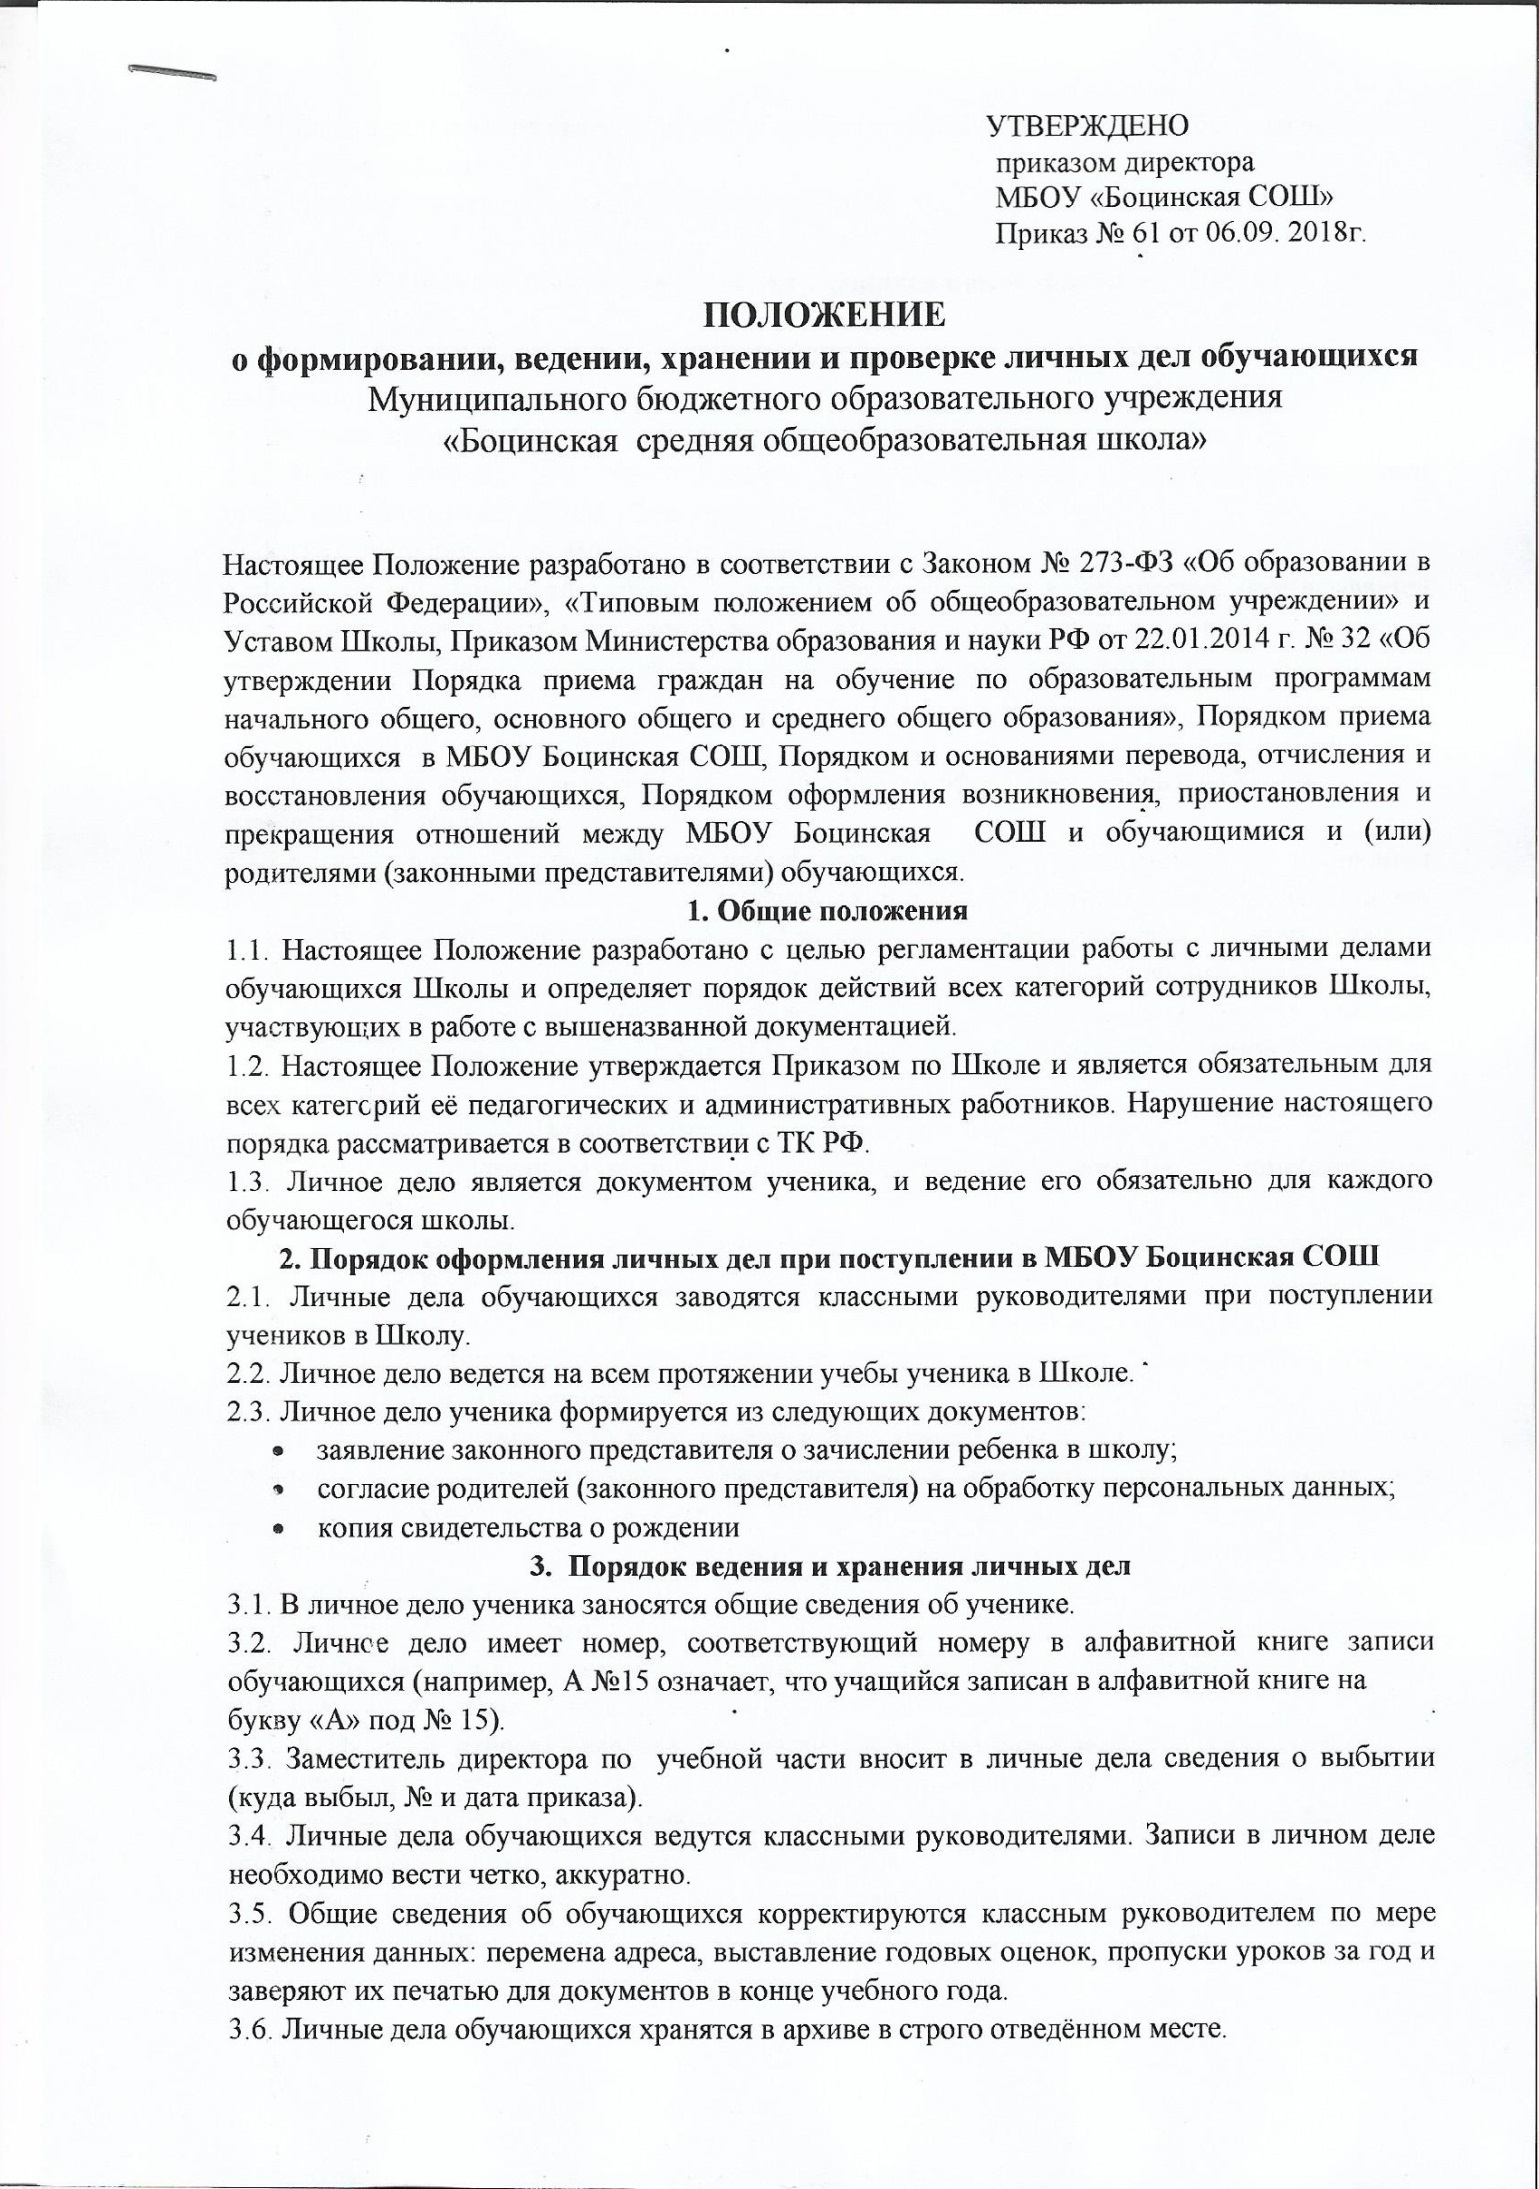 УТВЕРЖДЕНО
приказом директора
МБОУ «Боцинская СОШ»
Приказ № 61 от 06.09. 2018г.
ПОЛОЖЕНИЕ
о формировании, ведении, хранении и проверке личных дел обучающихся
Муниципального бюджетного образовательного учреждения
«Боцинская средняя общеобразовательная школа»
Настоящее Положение разработано в соответствии с Законом № 273-ФЗ «Об образовании в
Российской Федерации», «Типовым положением об общеобразовательном учреждении» и
Уставом Школы, Приказом Министерства образования и науки РФ от 22.01.2014 г. № 32 «Об
утверждении Порядка приема граждан на обучение по образовательным программам
начального общего, основного общего и среднего общего образования», Порядком приема
обучающихся в МБОУ Боцинская СОШ, Порядком и основаниями перевода, отчисления и
восстановления обучающихся, Порядком оформления возникновения, приостановления и
прекращения отношений между МБОУ Боцинская СОШ и обучающимися и (или)
родителями (законными представителями) обучающихся.
1. Общие положения
1.1. Настоящее Положение разработано с целью регламентации работы с личными делами
обучающихся Школы и определяет порядок действий всех категорий сотрудников Школы,
участвующих в работе с вышеназванной документацией.
1.2. Настоящее Положение утверждается Приказом по Школе и является обязательным для
всех категорий её педагогических и административных работников. Нарушение настоящего
порядка рассматривается в соответствии с ТК РФ.
1.3. Личное дело является документом ученика, и ведение его обязательно для каждого
обучающегося школы.
2. Порядок оформления личных дел при поступлении в МБОУ Боцинская СОШ
2.1. Личные дела обучающихся заводятся классными руководителями при поступлении
учеников в Школу.
2.2. Личное дело ведется на всем протяжении учебы ученика в Школе.
2.3. Личное дело ученика формируется из следующих документов:
• заявление законного представителя о зачислении ребенка в школу;
• согласие родителей (законного представителя) на обработку персональных данных;
• копия свидетельства о рождении
3. Порядок ведения и хранения личных дел
3.1. В личное дело ученика заносятся общие сведения об ученике.
3.2. Личное дело имеет номер, соответствующий номеру в алфавитной книге записи
обучающихся (например, А №15 означает, что учащийся записан в алфавитной книге на
букву «А» под № 15).
3.3. Заместитель директора по учебной части вносит в личные дела сведения о выбытии
(куда выбыл, № и дата приказа).
3.4. Личные дела обучающихся ведутся классными руководителями. Записи в личном деле
необходимо вести четко, аккуратно.
3.5. Общие сведения об обучающихся корректируются классным руководителем по мере
изменения данных: перемена адреса, выставление годовых оценок, пропуски уроков за год и
заверяют их печатью для документов в конце учебного года.
3.6. Личные дела обучающихся хранятся в архиве в строго отведённом месте.